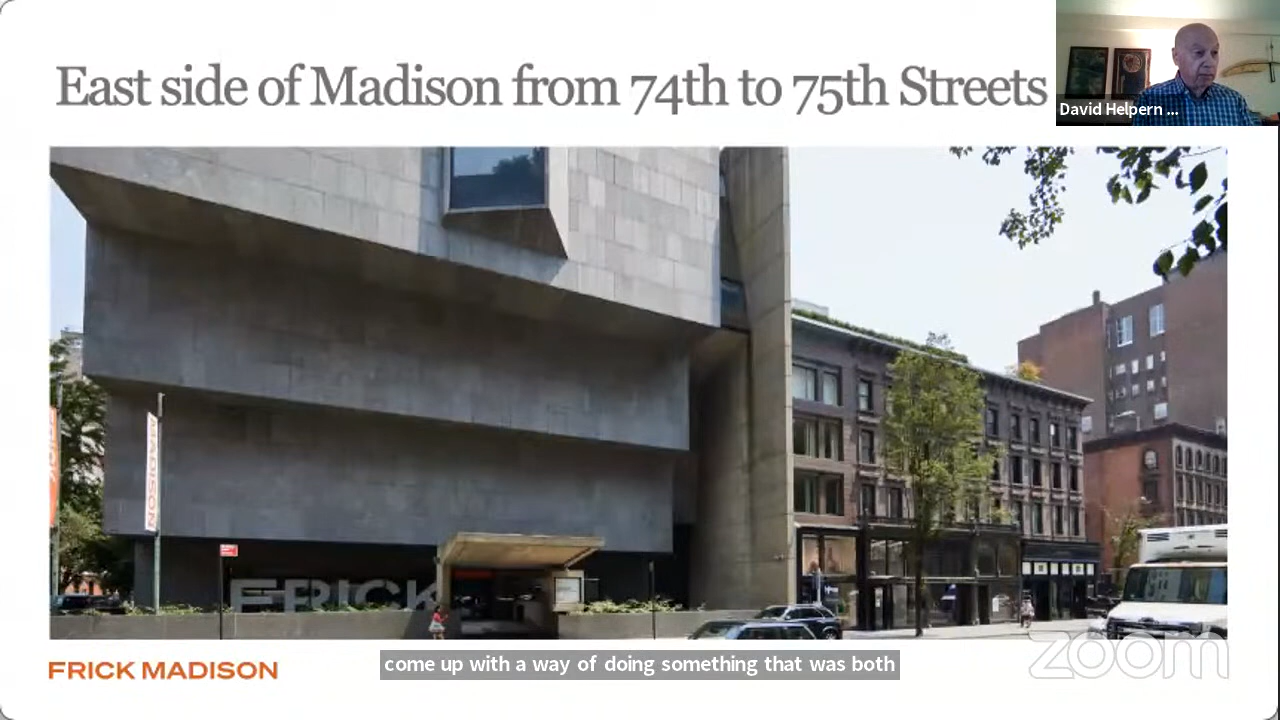 East side of Madison from 74th to 75th Streets
David Helpern ...
MADISON
FRICK
FRICK MADISON
come up with a way of doing something that was both
zoom